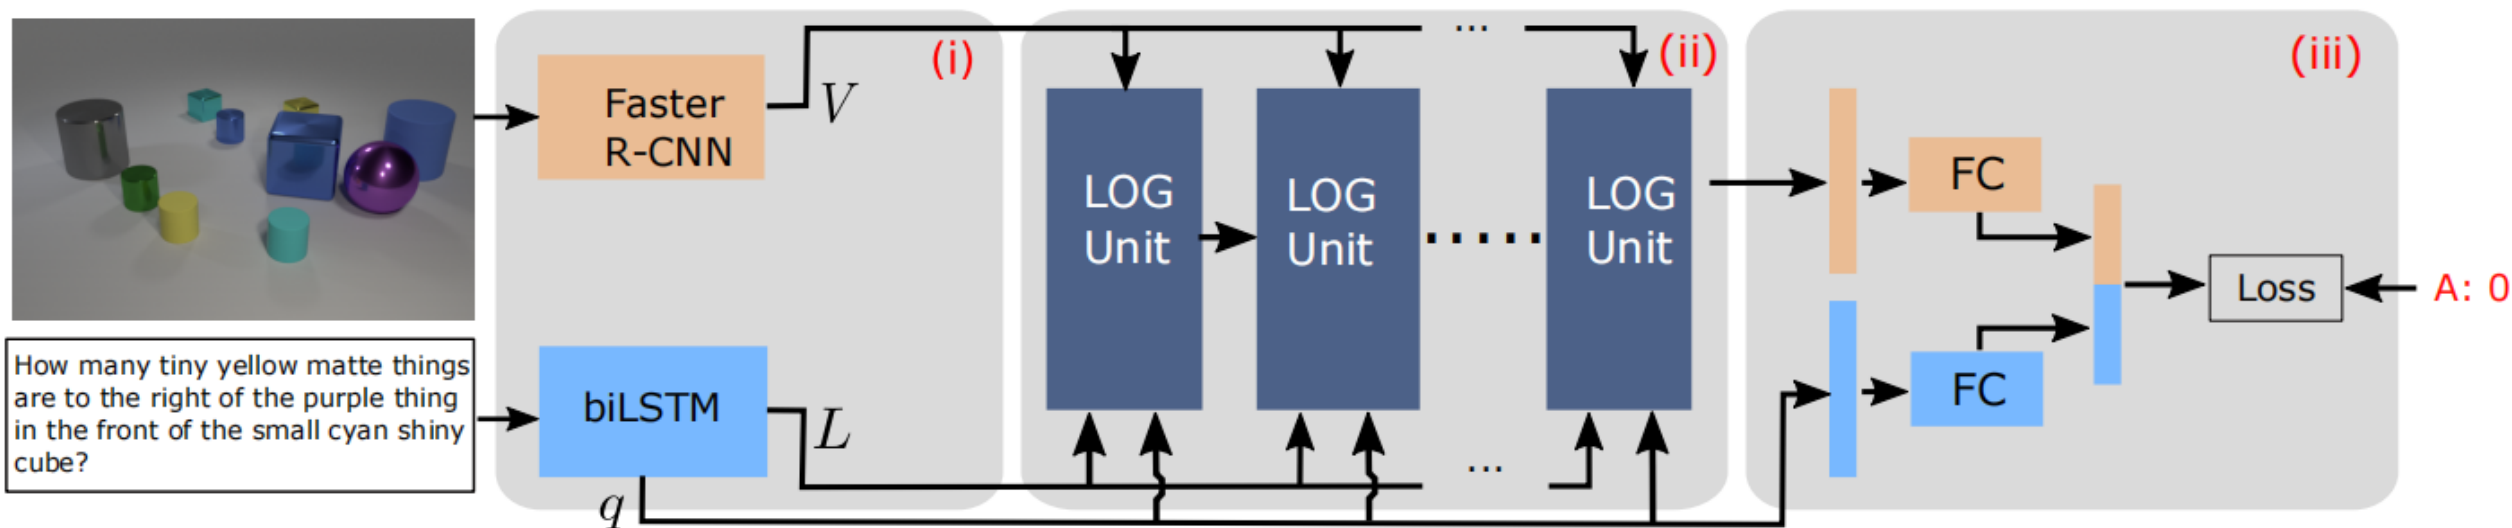 (i)
(ii)
(iii)
...
Faster
R-CNN
V
LOG
Unit
LOG
Unit
.....
LOG
Unit
FC
Loss
A: 0
How many tiny yellow matte things
are to the right of the purple thing
in the front of the small cyan shiny
cube?
biLSTM
L
...
FC
q